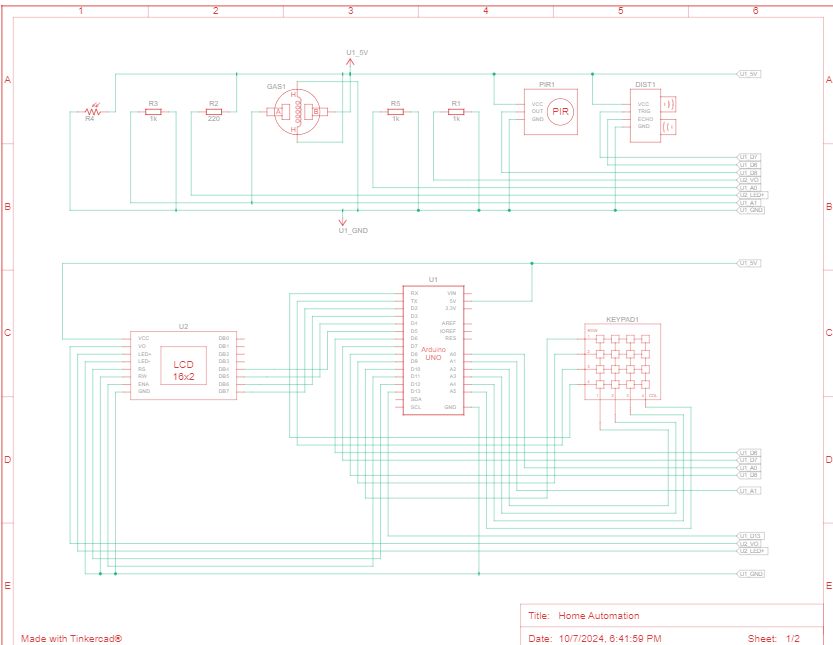 1 2 3 4 5 6
A A
B B
C C
D D
E E
U1_5V
U1_5V
R4
R3
1k
R2
220
GAS1
H
A
B
H
R5
1k
R1
1k
PIR1
VCC
OUT
GND
PIR
DIST1
VCC
TRIG
ECHO
GND
U1_D7
U2_VO
U1_A0
U2_LED+
U1_A1
U1_GND
U1_GND
U1_5V
U2
VCC
VO
LED+
LED-
RS
RW
ENA
GND
LCD
16x2
DB0
DB1
DB2
DB3
DB4
DB5
DB6
DB7
U1
RX
TX
D2
D3
D4
D5
D6
D7
D8
D9
D10
D11
D12
D13
SDA
SCL
Arduino
UNO
VIN
5V
3.3V
AREF
IOREF
RES
A0
A1
A2
A3
A4
A5
GND
KEYPAD1
ROW
1
2
3
4
1 2 3 4 COL
U1_D7
U1_A0
U1_A1
U1_D13
U2_VO
U2_LED+
U1_GND
Title: Home Automation
Made with Tinkercad®
Date: 10/7/2024, 6:41:59 PM
Sheet: 1/2